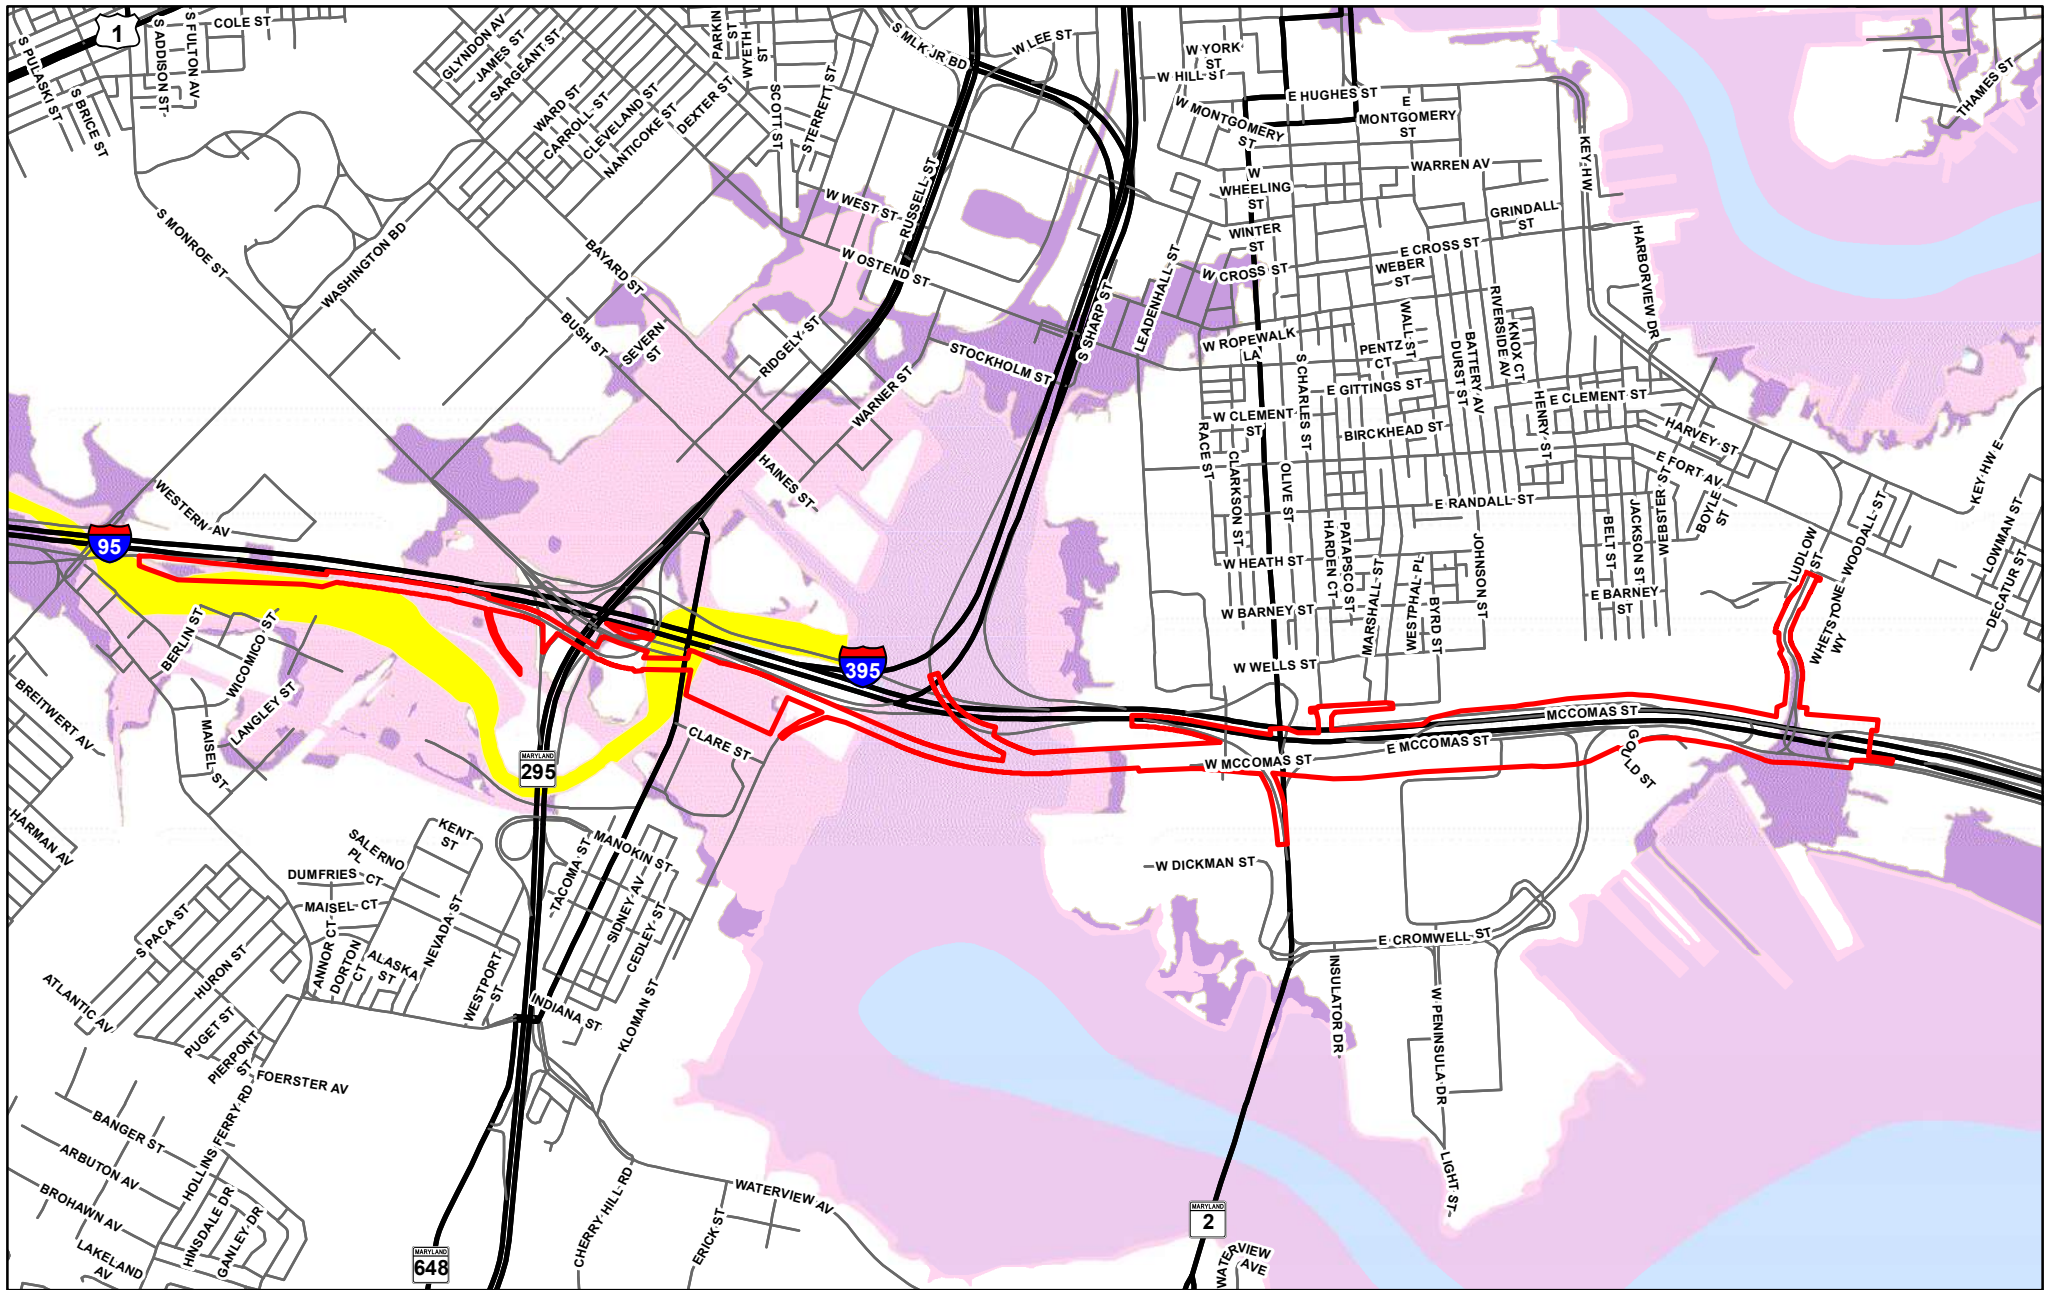 1
COLE ST
S PULASKI ST
S ADDISON ST
S FULTON AV
S BRICE ST
GLYNDON AV
JAMES ST
SARGEANT ST
WARD ST
CARROLL ST
CLEVELAND ST
NANTICOKE ST
DEXTER ST
PARKIN
ST
WYETH
ST
SCOTT ST
STERRETT ST
S MLK JR BD
W LEE ST
RUSSELL ST
W WEST ST
W OSTEND ST
W YORK
ST
W HILL ST
W MONTGOMERY
ST
E HUGHES ST
E
MONTGOMERY
ST
WARREN AV
W
WHEELING
ST
WINTER
ST
W CROSS ST
E CROSS ST
WEBER
ST
GRINDALL
ST
KEY HW
HARBORVIEW DR
THAMES ST
S MONROE ST
WASHINGTON BD
BAYARD ST
BUSH ST
SEVERN
ST
RIDGELY ST
WARNER ST
STOCKHOLM ST
S SHARP ST
LEADENHALL ST
W ROPEWALK
LA
S CHARLES ST
PENTZ
CT
WALL ST
E GITTINGS ST
DURST ST
BATTERY AV
RIVERSIDE AV
KNOX CT
HENRY ST
E CLEMENT ST
W CLEMENT
ST
BIRCKHEAD ST
HARVEY ST
E FORT AV
RACE ST
CLARKSON ST
OLIVE ST
HARDEN CT
PATAPSCO ST
MARSHALL ST
WESTPHAL PL
BYRD ST
JOHNSON ST
E RANDALL ST
BELT ST
JACKSON ST
WEBSTER ST
BOYLE
ST
E BARNEY
ST
LUDLOW
ST
WOODALL ST
WHETSTONE
WY
KEY HW E
LOWMAN ST
DECATUR ST
WESTERN AV
HAINES ST
W HEATH ST
W BARNEY ST
W WELLS ST
95
395
BERLIN ST
WICOMICO ST
LANGLEY ST
BREITWERT AV
MAISEL ST
CLARE ST
MARYLAND
295
MCCOMAS ST
E MCCOMAS ST
W MCCOMAS ST
GOULD ST
HARMAN AV
KENT
ST
SALERNO
PL
DUMFRIES CT
MAISEL CT
MANOKIN ST
TACOMA ST
SIDNEY AV
CEDLEY ST
KLOMAN ST
NEVADA ST
ALASKA
ST
ANNOR CT
DORTON
CT
WESTPORT
ST
INDIANA ST
S PACA ST
HURON ST
ATLANTIC AV
PUGET ST
PIERPONT
ST
FOERSTER AV
W DICKMAN ST
E CROMWELL ST
INSULATOR DR
W PENINSULA DR
LIGHT ST
BANGER ST
ARBUTON AV
BROHAWN AV
LAKELAND
AV
HOLLINS FERRY RD
HINSDALE DR
GANLEY DR
CHERRY HILL RD
WATERVIEW AV
ERICK ST
MARYLAND
648
MARYLAND
2
WATERVIEW
AVE